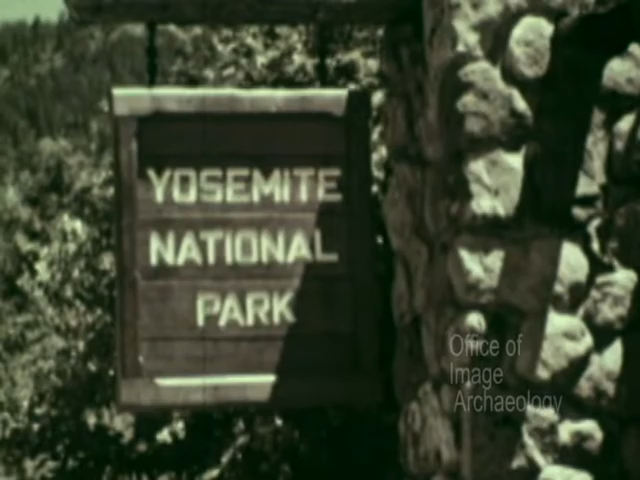 YOSEMITE
NATIONAL
PARK
Office of
Image
Archaeology